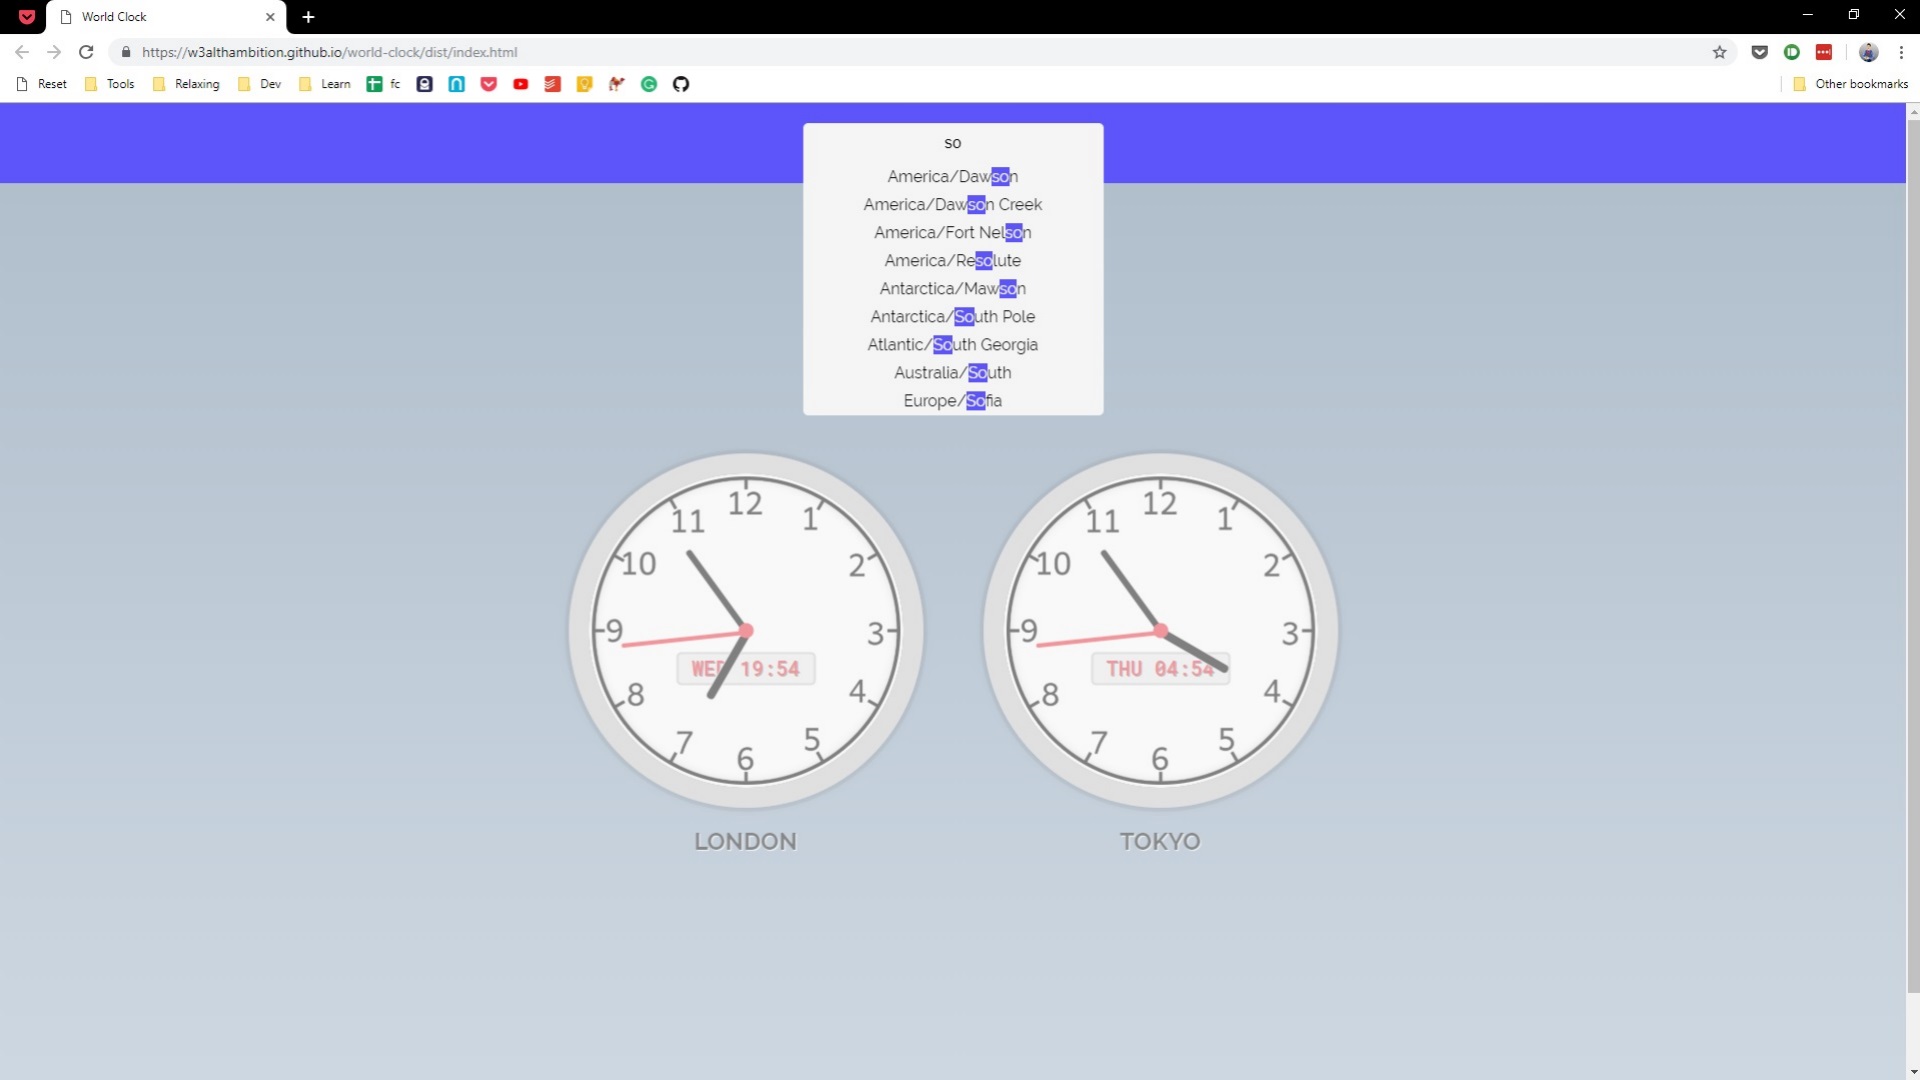 World Clock
https://w3althambition.github.io/world-clock/dist/index.html
Reset Tools Relaxing Dev Learn fc Other bookmarks
so
America/Dawson
America/Dawson Creek
America/Fort Nelson
America/Resolute
Antarctica/Mawson
Antarctica/South Pole
Atlantic/South Georgia
Australia/South
Europe/Sofia
12
1
2
3
4
5
6
7
8
9
10
11
WED 19:54
LONDON
12
1
2
3
4
5
6
7
8
9
10
11
THU 04:54
TOKYO